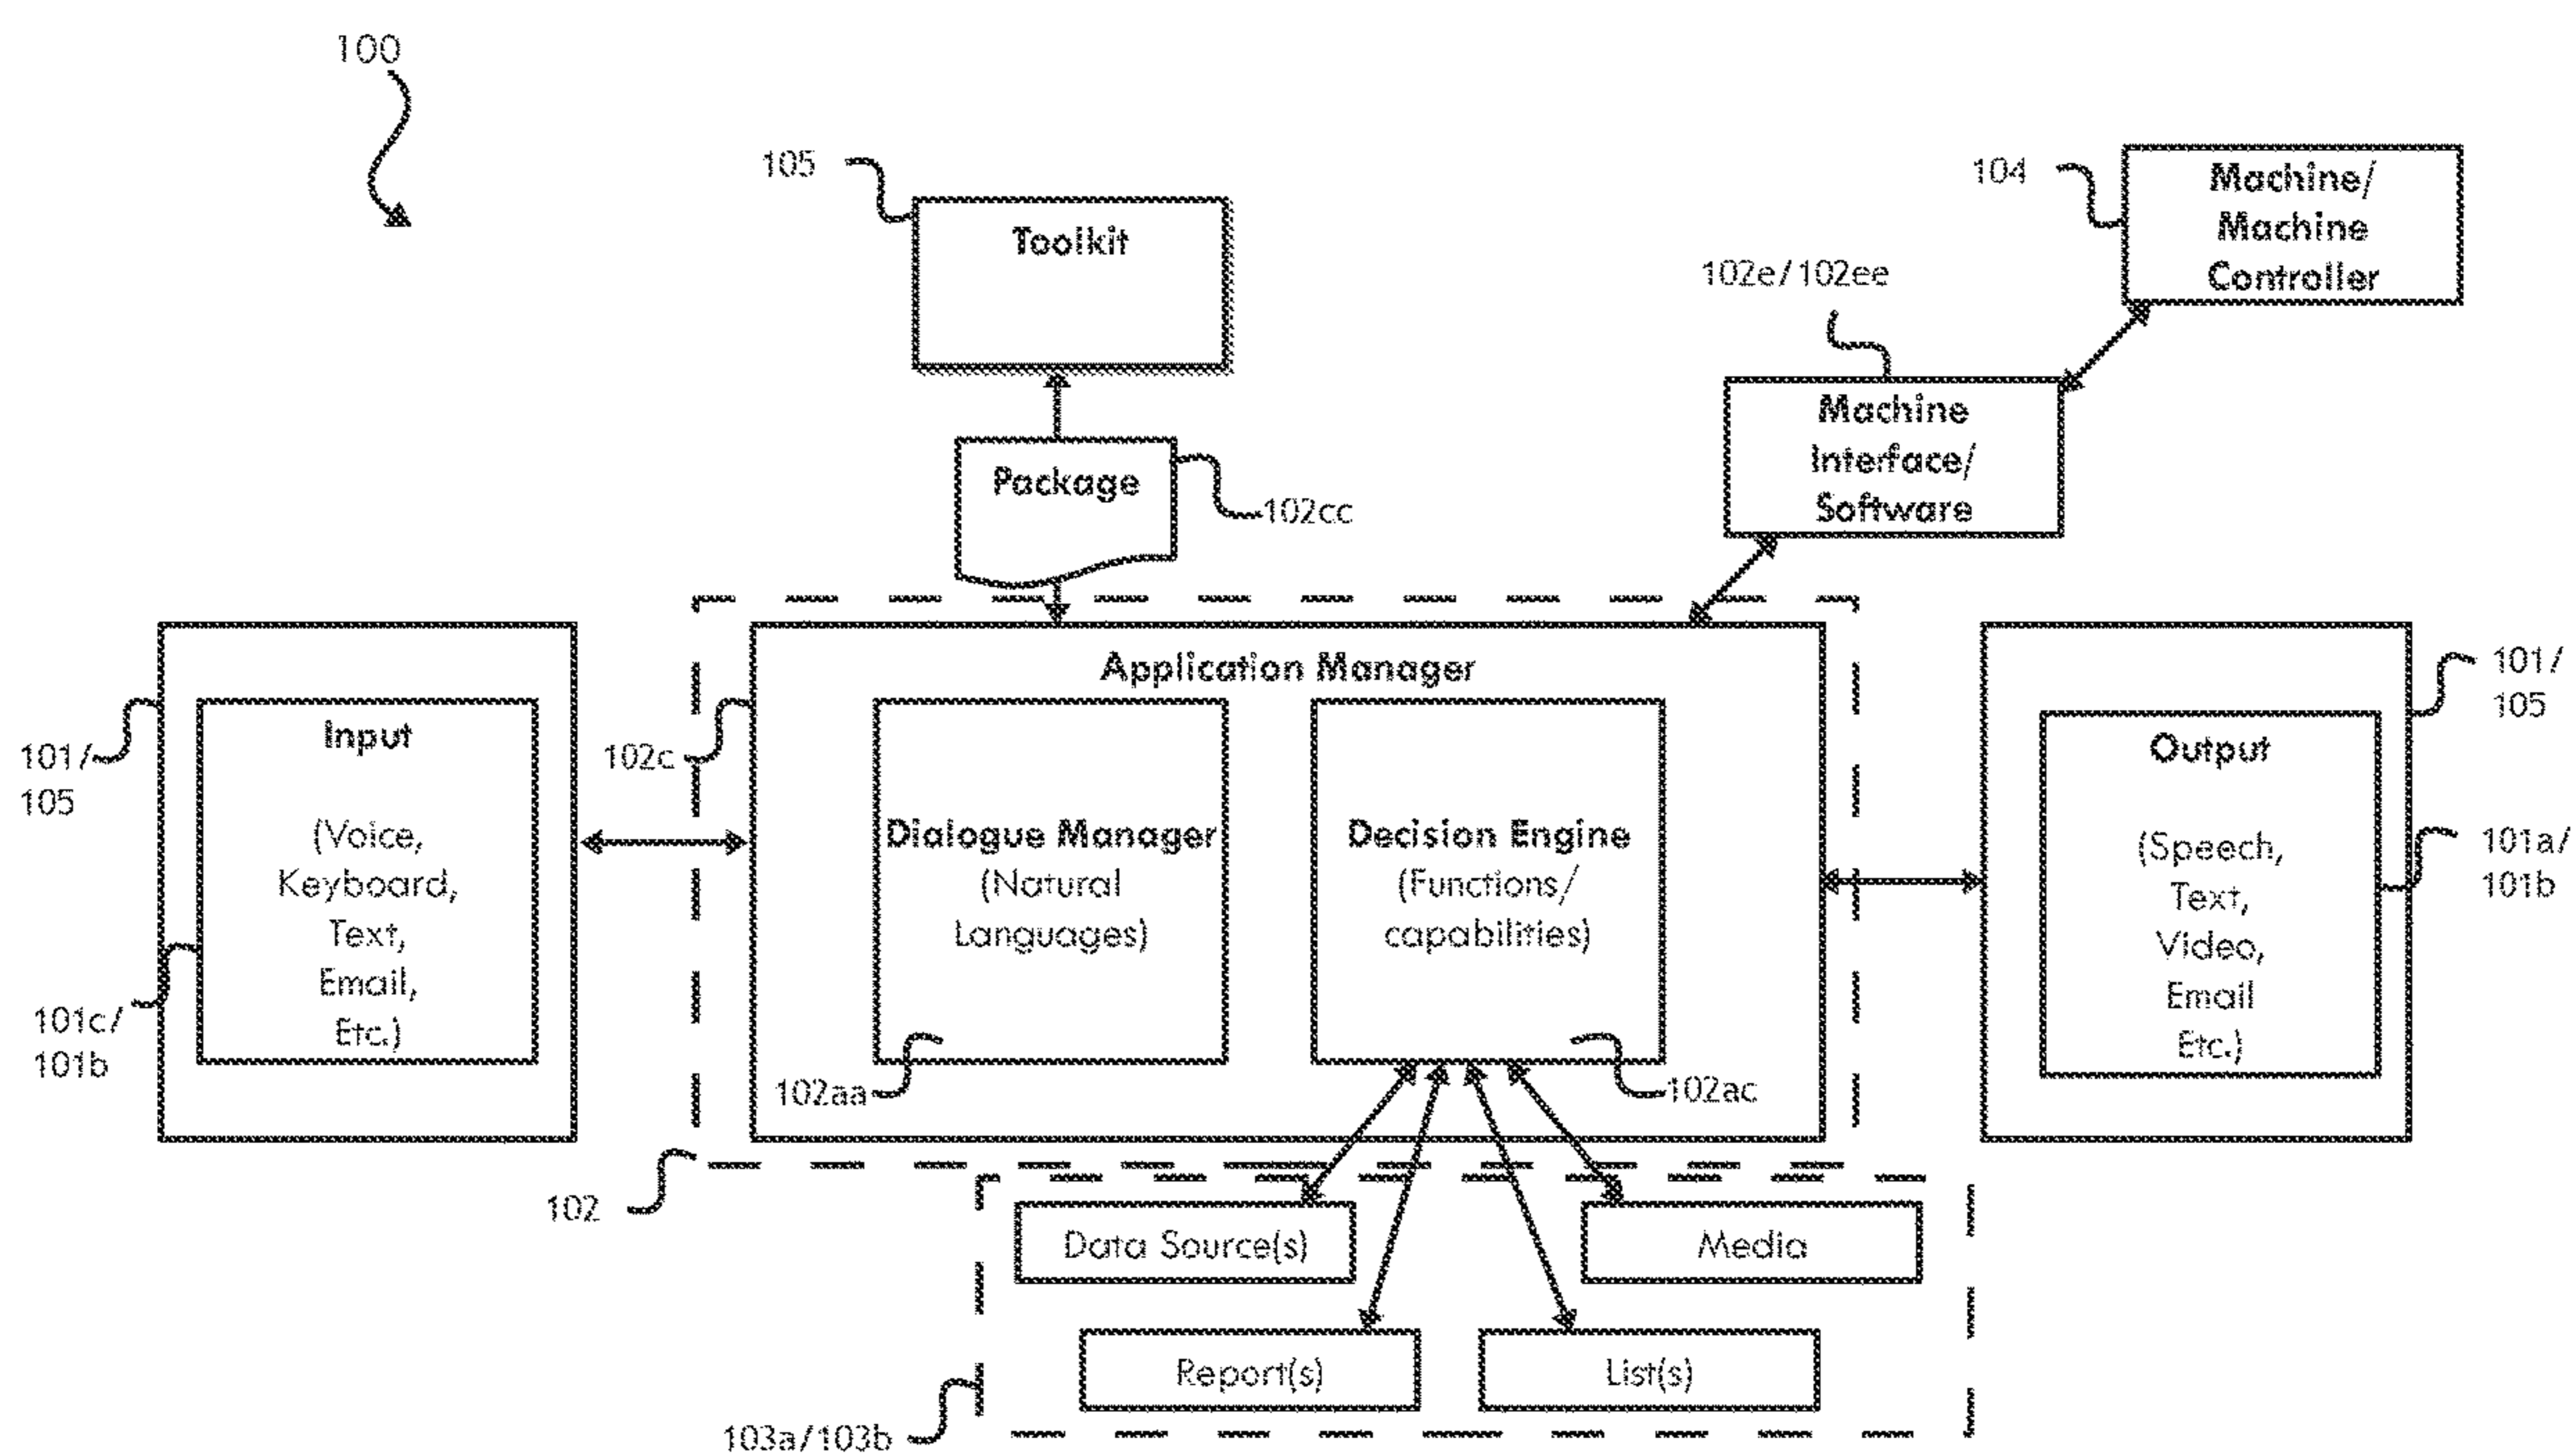 100
105
Toolkit
104
Machine/
Machine
Controller
102e/102ee
Machine
Interface/
Software
Package
102cc
Application Manager
101/
105
Input
(Voice,
Keyboard,
Text,
Email,
Etc.)
101c/
101b
102c
Dialogue Manager
(Natural
Languages)
102aa
Decision Engine
(Functions/
capabilities)
102ac
101/
105
Output
(Speech,
Text,
Video,
Email
Etc.)
101a/
101b
102
Data Source(s)
Media
Report(s)
List(s)
103a/103b